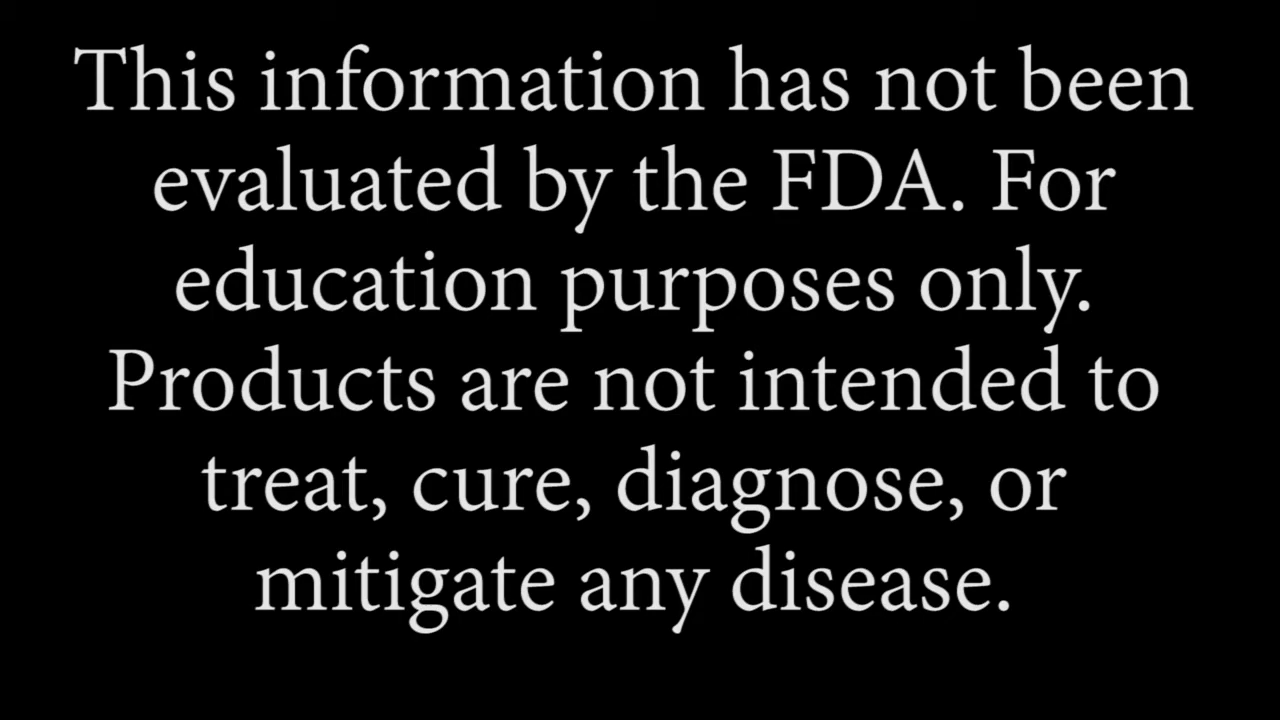 This information has not been
evaluated by the FDA. For
education purposes only.
Products are not intended to
treat, cure, diagnose, or
mitigate any disease.